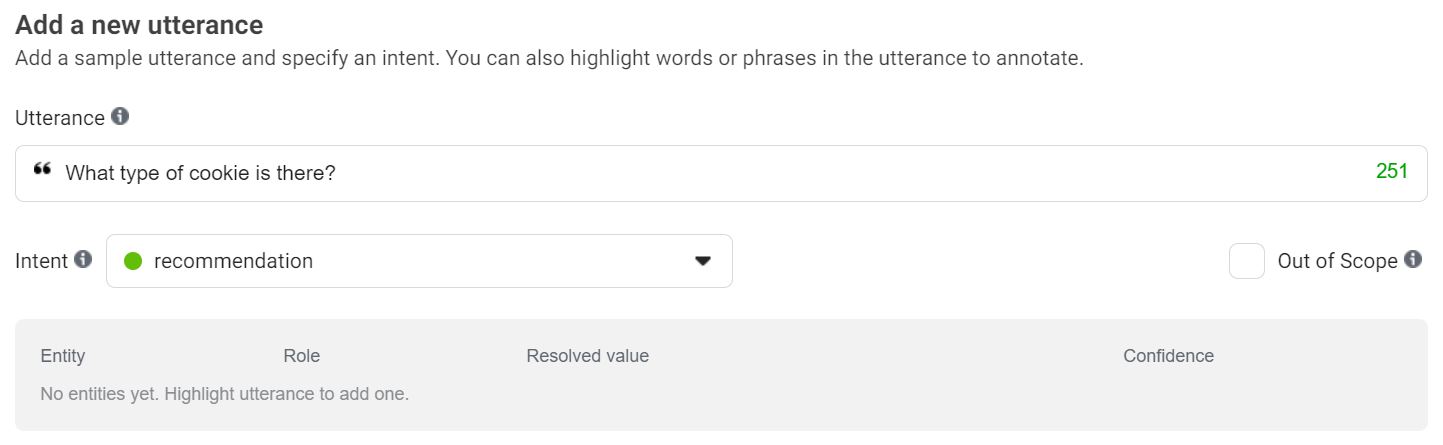 Add a new utterance
Add a sample utterance and specify an intent. You can also highlight words or phrases in the utterance to annotate.
Utterance
“ What type of cookie is there? 251
Intent recommendation Out of Scope
Entity Role Resolved value Confidence
No entities yet. Highlight utterance to add one.